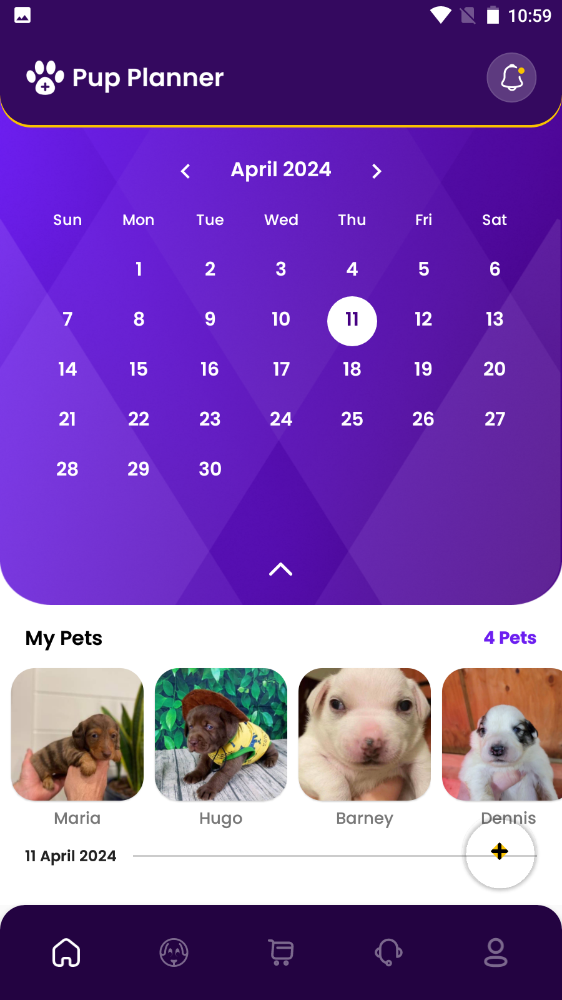 10:59
Pup Planner
April 2024
Sun Mon Tue Wed Thu Fri Sat
1 2 3 4 5 6
7 8 9 10 11 12 13
14 15 16 17 18 19 20
21 22 23 24 25 26 27
28 29 30
My Pets 4 Pets
Maria Hugo Barney Dennis
11 April 2024